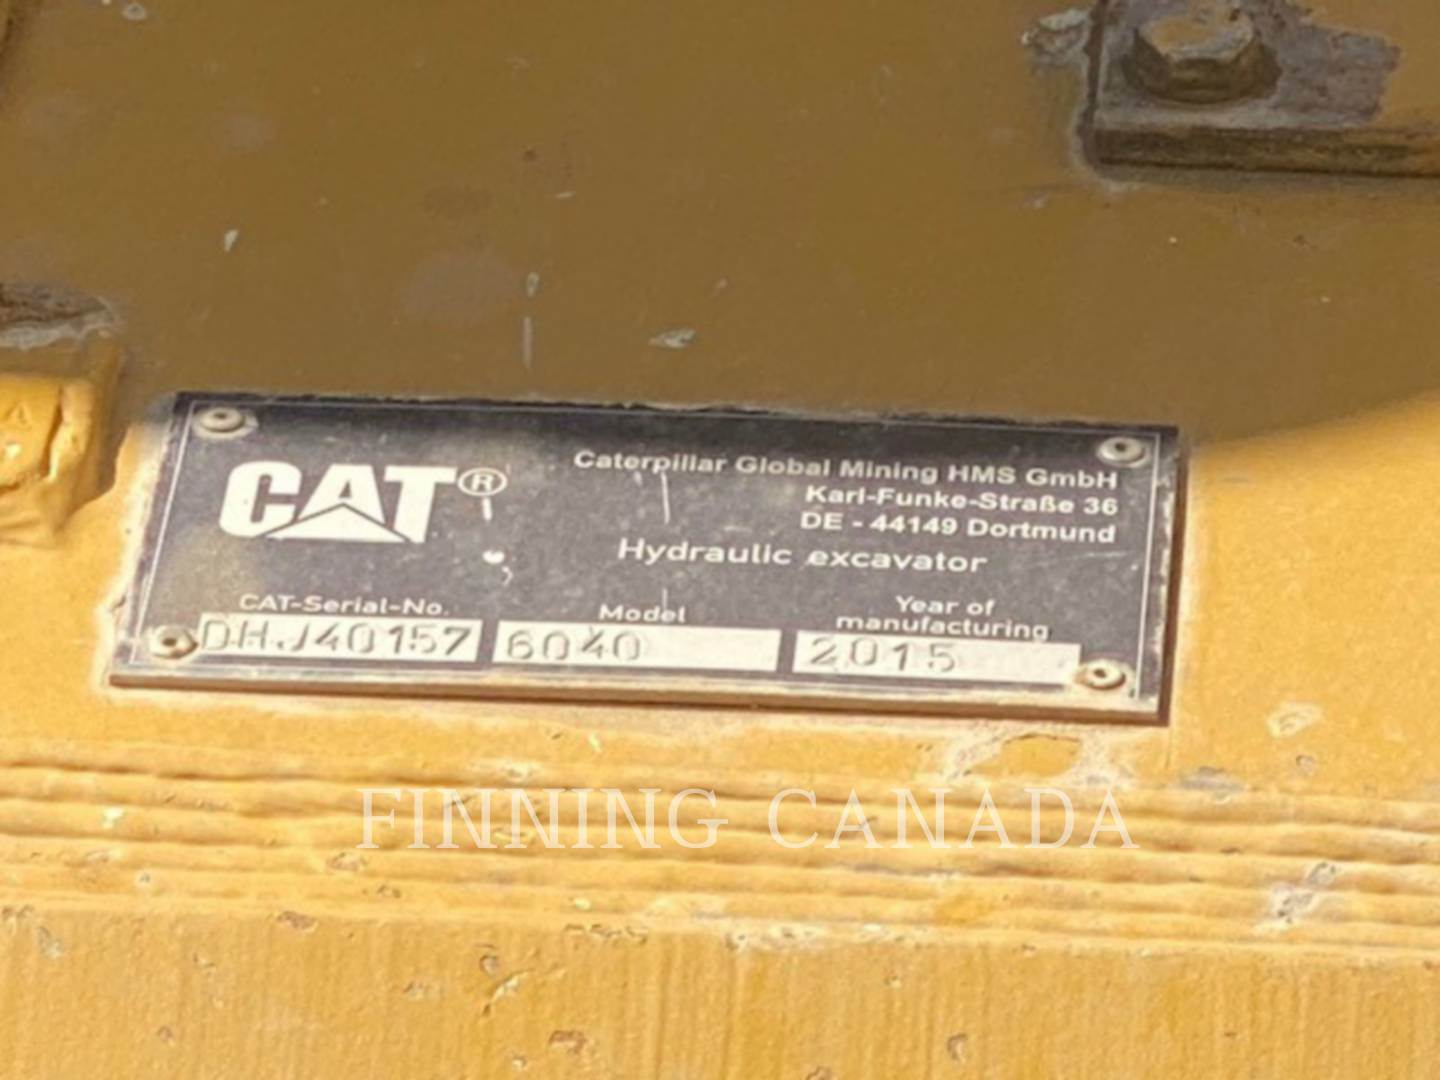 CAT®
Caterpillar Global Mining HMS GmbH
Karl-Funke-Straße 36
DE - 44149 Dortmund
Hydraulic excavator
CAT-Serial-No.
DHJ40157
Model
6040
Year of
manufacturing
2015
FINNING CANADA